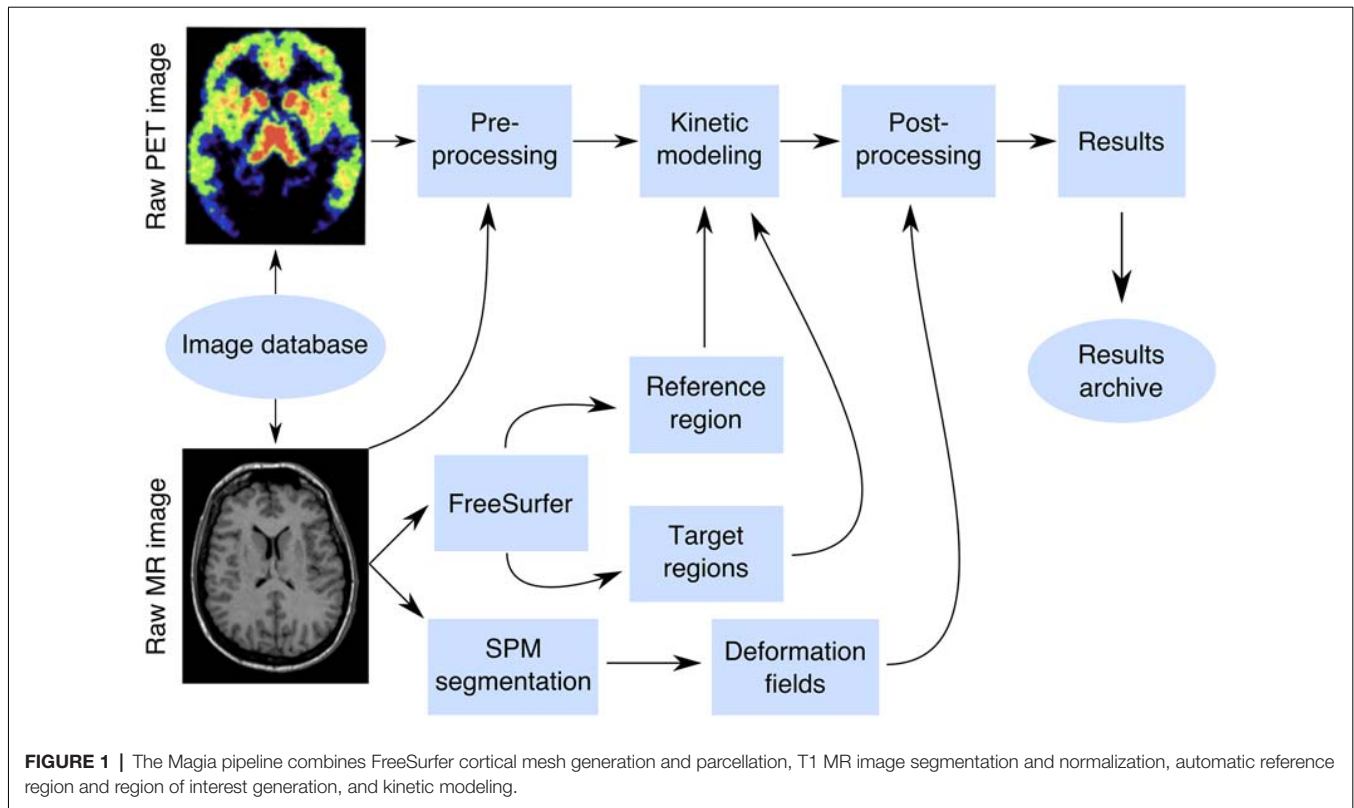 Raw PET image
Pre-
processing
Kinetic
modeling
Post-
processing
Results
Image database
Results
archive
Reference
region
Raw MR image
FreeSurfer
Target
regions
SPM
segmentation
Deformation
fields
FIGURE 1 | The Magia pipeline combines FreeSurfer cortical mesh generation and parcellation, T1 MR image segmentation and normalization, automatic reference
region and region of interest generation, and kinetic modeling.